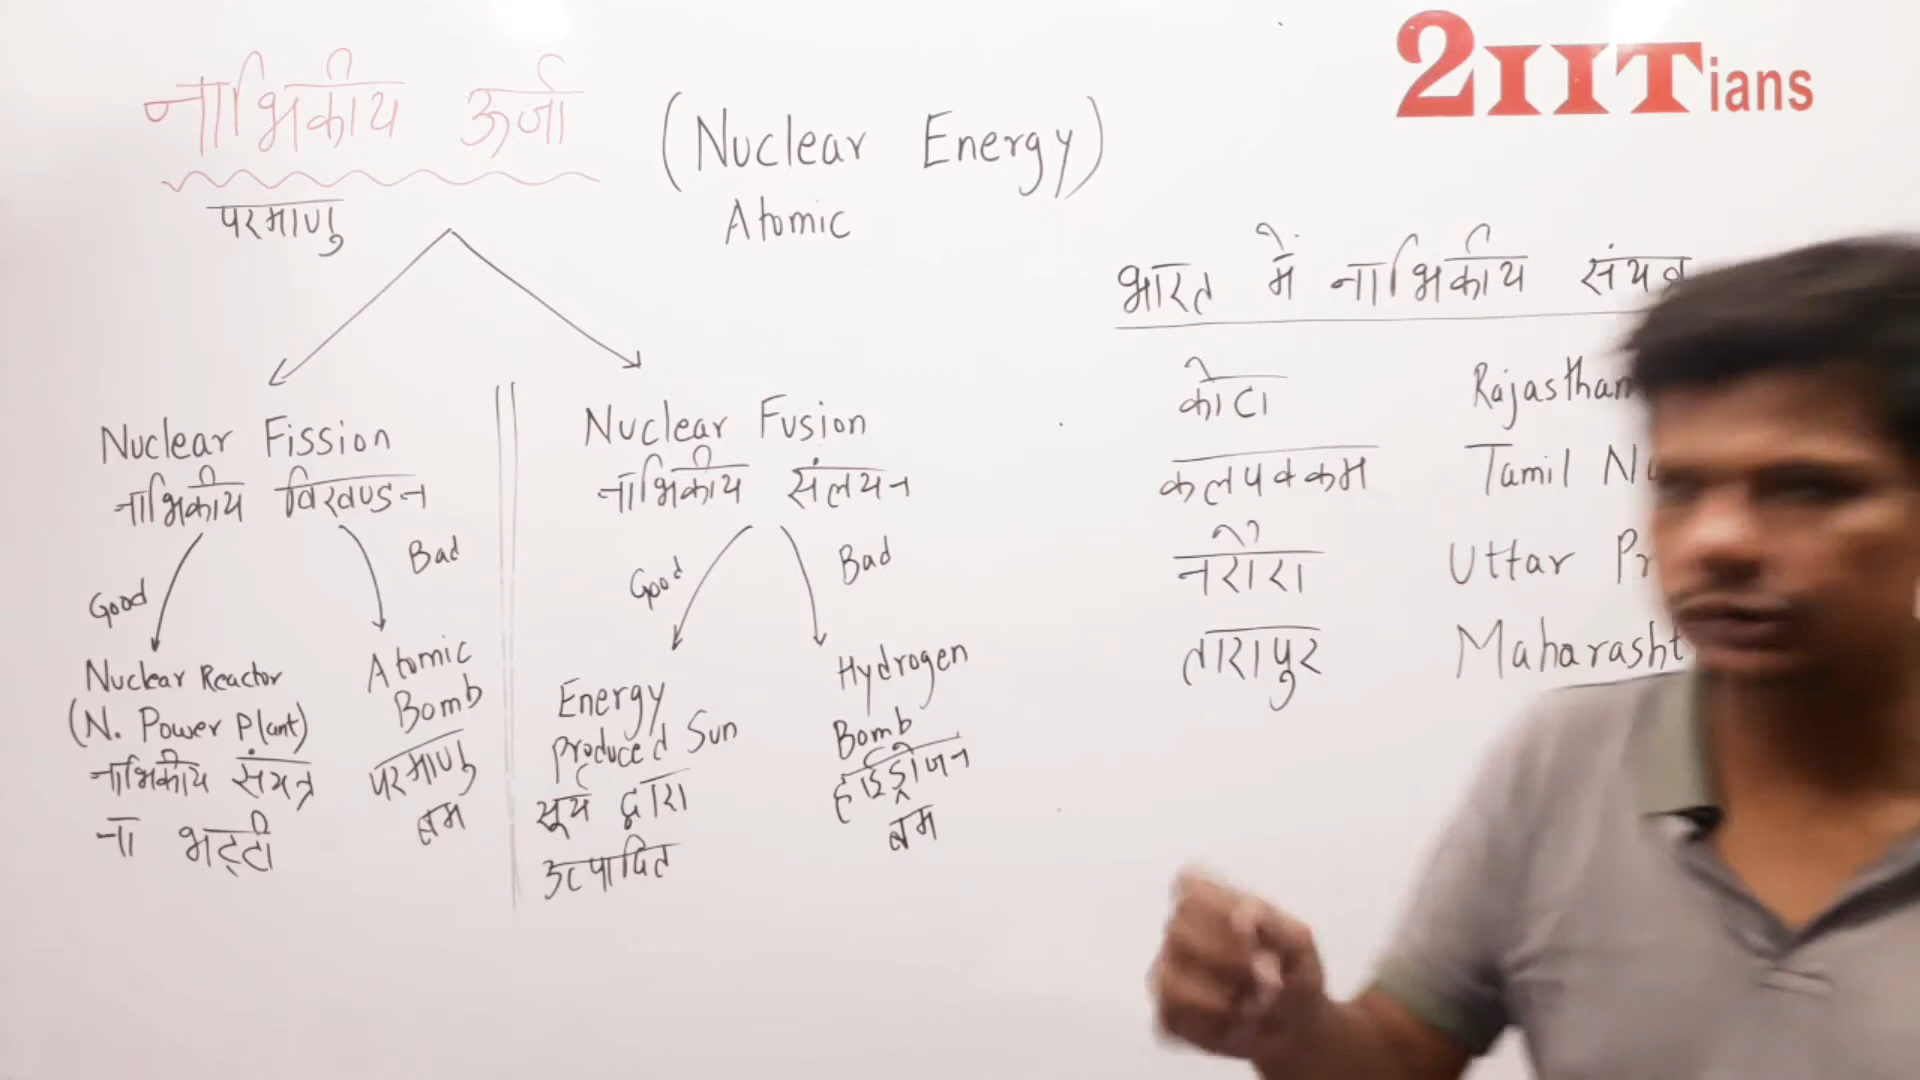 2IITians
नाभिकीय ऊर्जा (Nuclear Energy)
परमाणु
Atomic
Nuclear Fission
नाभिकीय विखण्डन
Good
Bad
Nuclear Reactor
(N. Power Plant)
नाभिकीय संयत्र
ना भट्टी
Atomic
Bomb
परमाणु
बम
Nuclear Fusion
नाभिकीय संलयन
Good
Bad
Energy
produced Sun
सूर्य द्वारा
उत्पादित
Hydrogen
Bomb
हाईड्रोजन
बम
भारत में नाभिकीय
कोटा Rajasthan
कलपक्कम Tamil
नरोरा Uttar
तारापुर